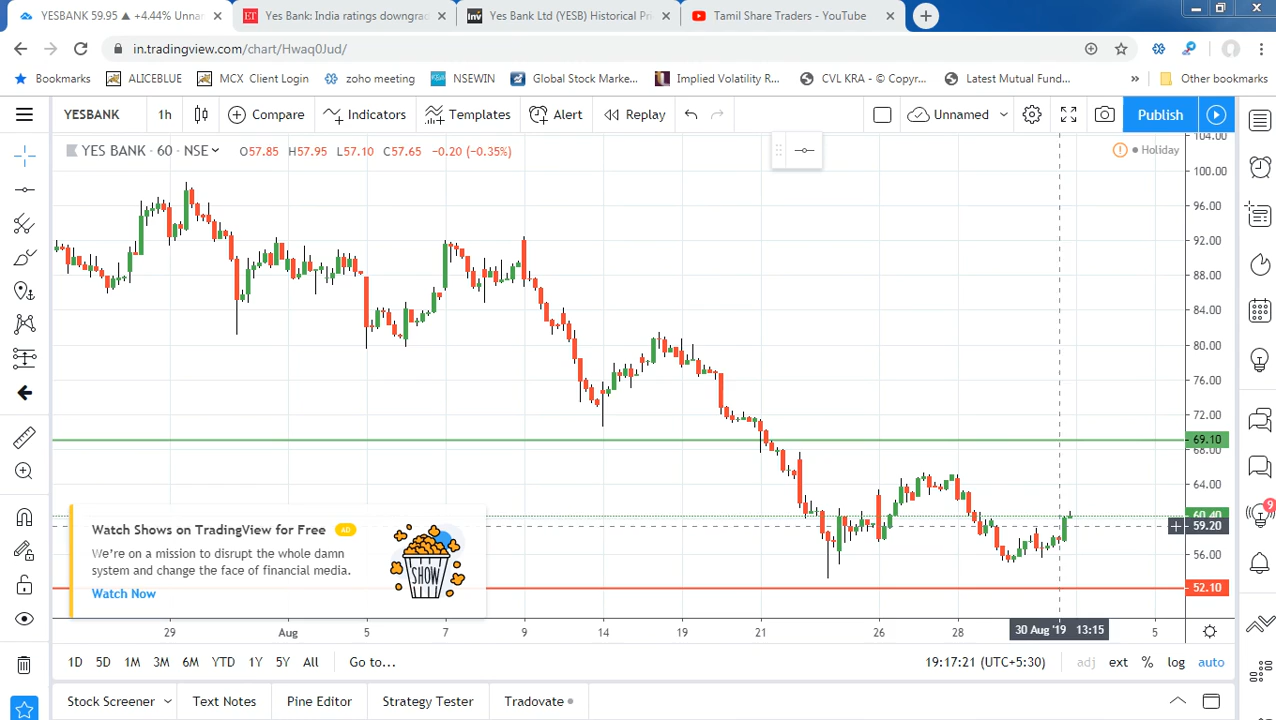 YES BANK 59.95 ▲ +4.44% Unnar
Yes Bank: India ratings downgrad
Yes Bank Ltd (YESB) Historical Pri
Tamil Share Traders - YouTube
in.tradingview.com/chart/Hwaq0Jud/
Bookmarks
ALICEBLUE
MCX Client Login
zoho meeting
NSEWIN
Global Stock Marke...
Implied Volatility R...
CVL KRA - © Copyr...
Latest Mutual Fund...
»
Other bookmarks
YESBANK
1h
Compare
Indicators
Templates
Alert
Replay
Unnamed
Publish
YES BANK · 60 · NSE
O57.85 H57.95 L57.10 C57.65 −0.20 (−0.35%)
Holiday
104.00
100.00
96.00
92.00
88.00
84.00
80.00
76.00
72.00
69.10
68.00
64.00
60.40
59.20
56.00
52.10
Watch Shows on TradingView for Free AD
We're on a mission to disrupt the whole damn
system and change the face of financial media.
Watch Now
SHOW
9
29 Aug 5 7 9 14 19 21 26 28 30 Aug '19 13:15 5
1D 5D 1M 3M 6M YTD 1Y 5Y All Go to... 19:17:21 (UTC+5:30) adj ext % log auto
Stock Screener Text Notes Pine Editor Strategy Tester Tradovate